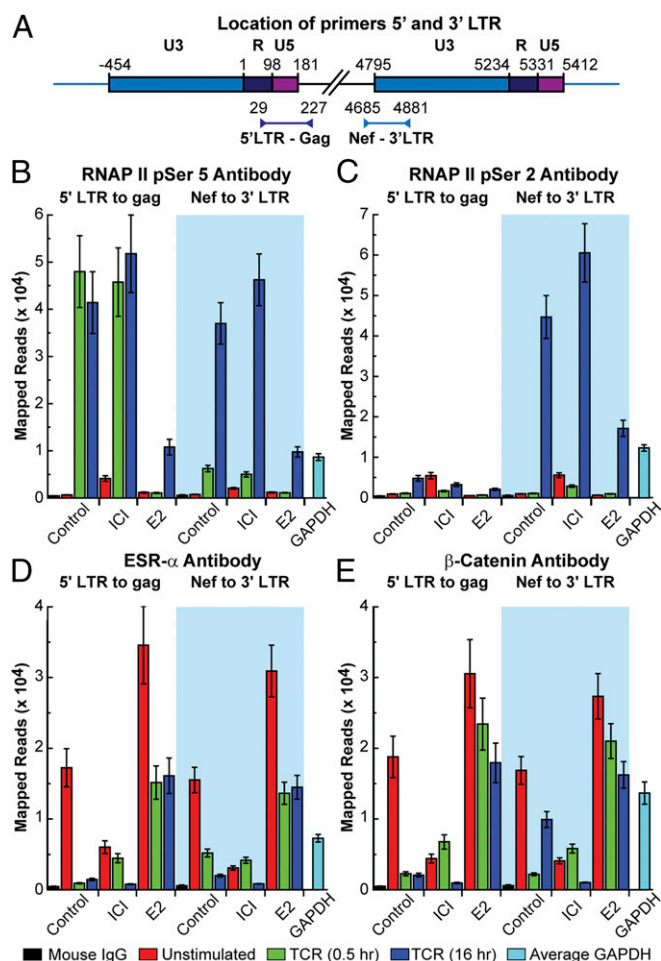 A Location of primers 5' and 3' LTR
U3 R U5 U3 R U5
-454 1 98 181 4795 5234 5331 5412
29 227 4685 4881
5'LTR - Gag Nef - 3'LTR
B RNAP II pSer 5 Antibody
5' LTR to gag Nef to 3' LTR
Mapped Reads (x 10⁴)
6
5
4
3
2
1
0
Control ICI E2 Control ICI E2 GAPDH
C RNAP II pSer 2 Antibody
5' LTR to gag Nef to 3' LTR
Mapped Reads (x 10⁴)
7
6
5
4
3
2
1
0
Control ICI E2 Control ICI E2 GAPDH
D ESR-α Antibody
5' LTR to gag Nef to 3' LTR
Mapped Reads (x 10⁴)
4
3
2
1
0
Control ICI E2 Control ICI E2 GAPDH
E β-Catenin Antibody
5' LTR to gag Nef to 3' LTR
Mapped Reads (x 10⁴)
4
3
2
1
0
Control ICI E2 Control ICI E2 GAPDH
Mouse IgG Unstimulated TCR (0.5 hr) TCR (16 hr) Average GAPDH